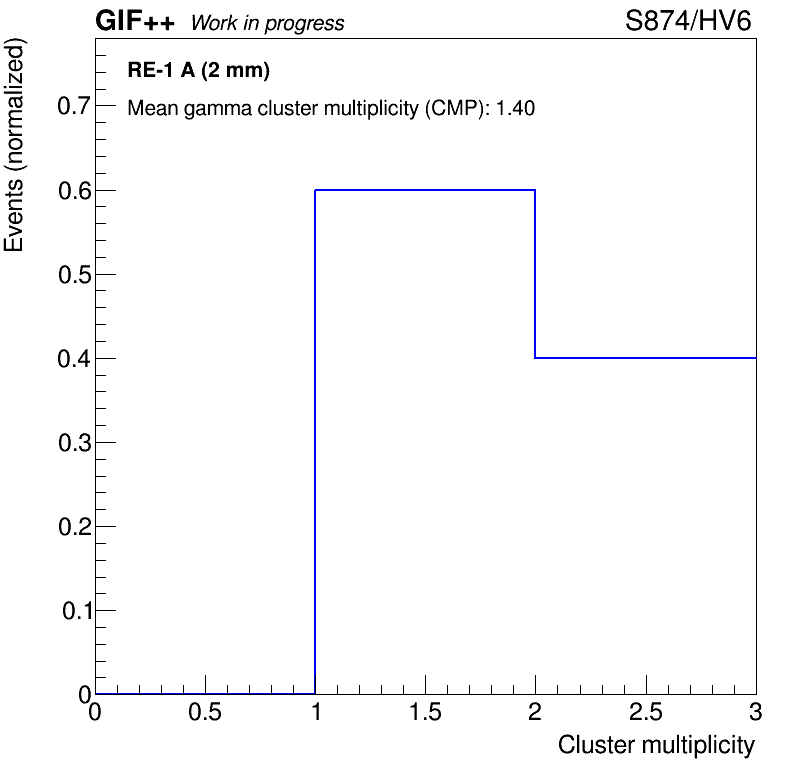 GIF++ Work in progress S874/HV6
RE-1 A (2 mm)
Mean gamma cluster multiplicity (CMP): 1.40
Events (normalized)
0.7
0.6
0.5
0.4
0.3
0.2
0.1
0
0 0.5 1 1.5 2 2.5 3
Cluster multiplicity